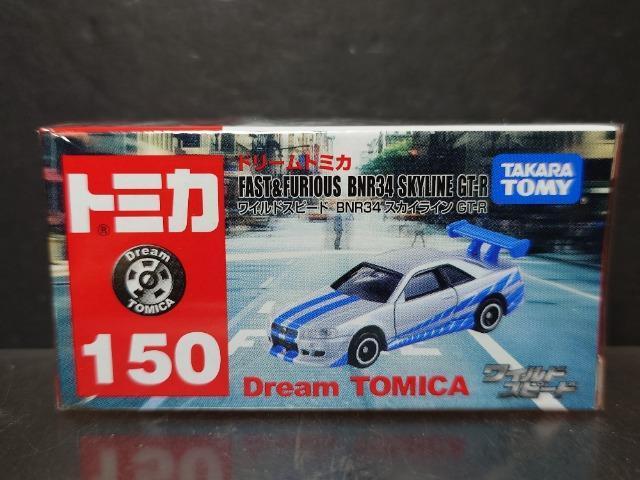 トミカ
®
Dream
TOMICA
150
ドリームトミカ
FAST&FURIOUS BNR34 SKYLINE GT-R
ワイルドスピード BNR34 スカイライン GT-R
TAKARA
TOMY
Dream TOMICA
ワイルド
スピード